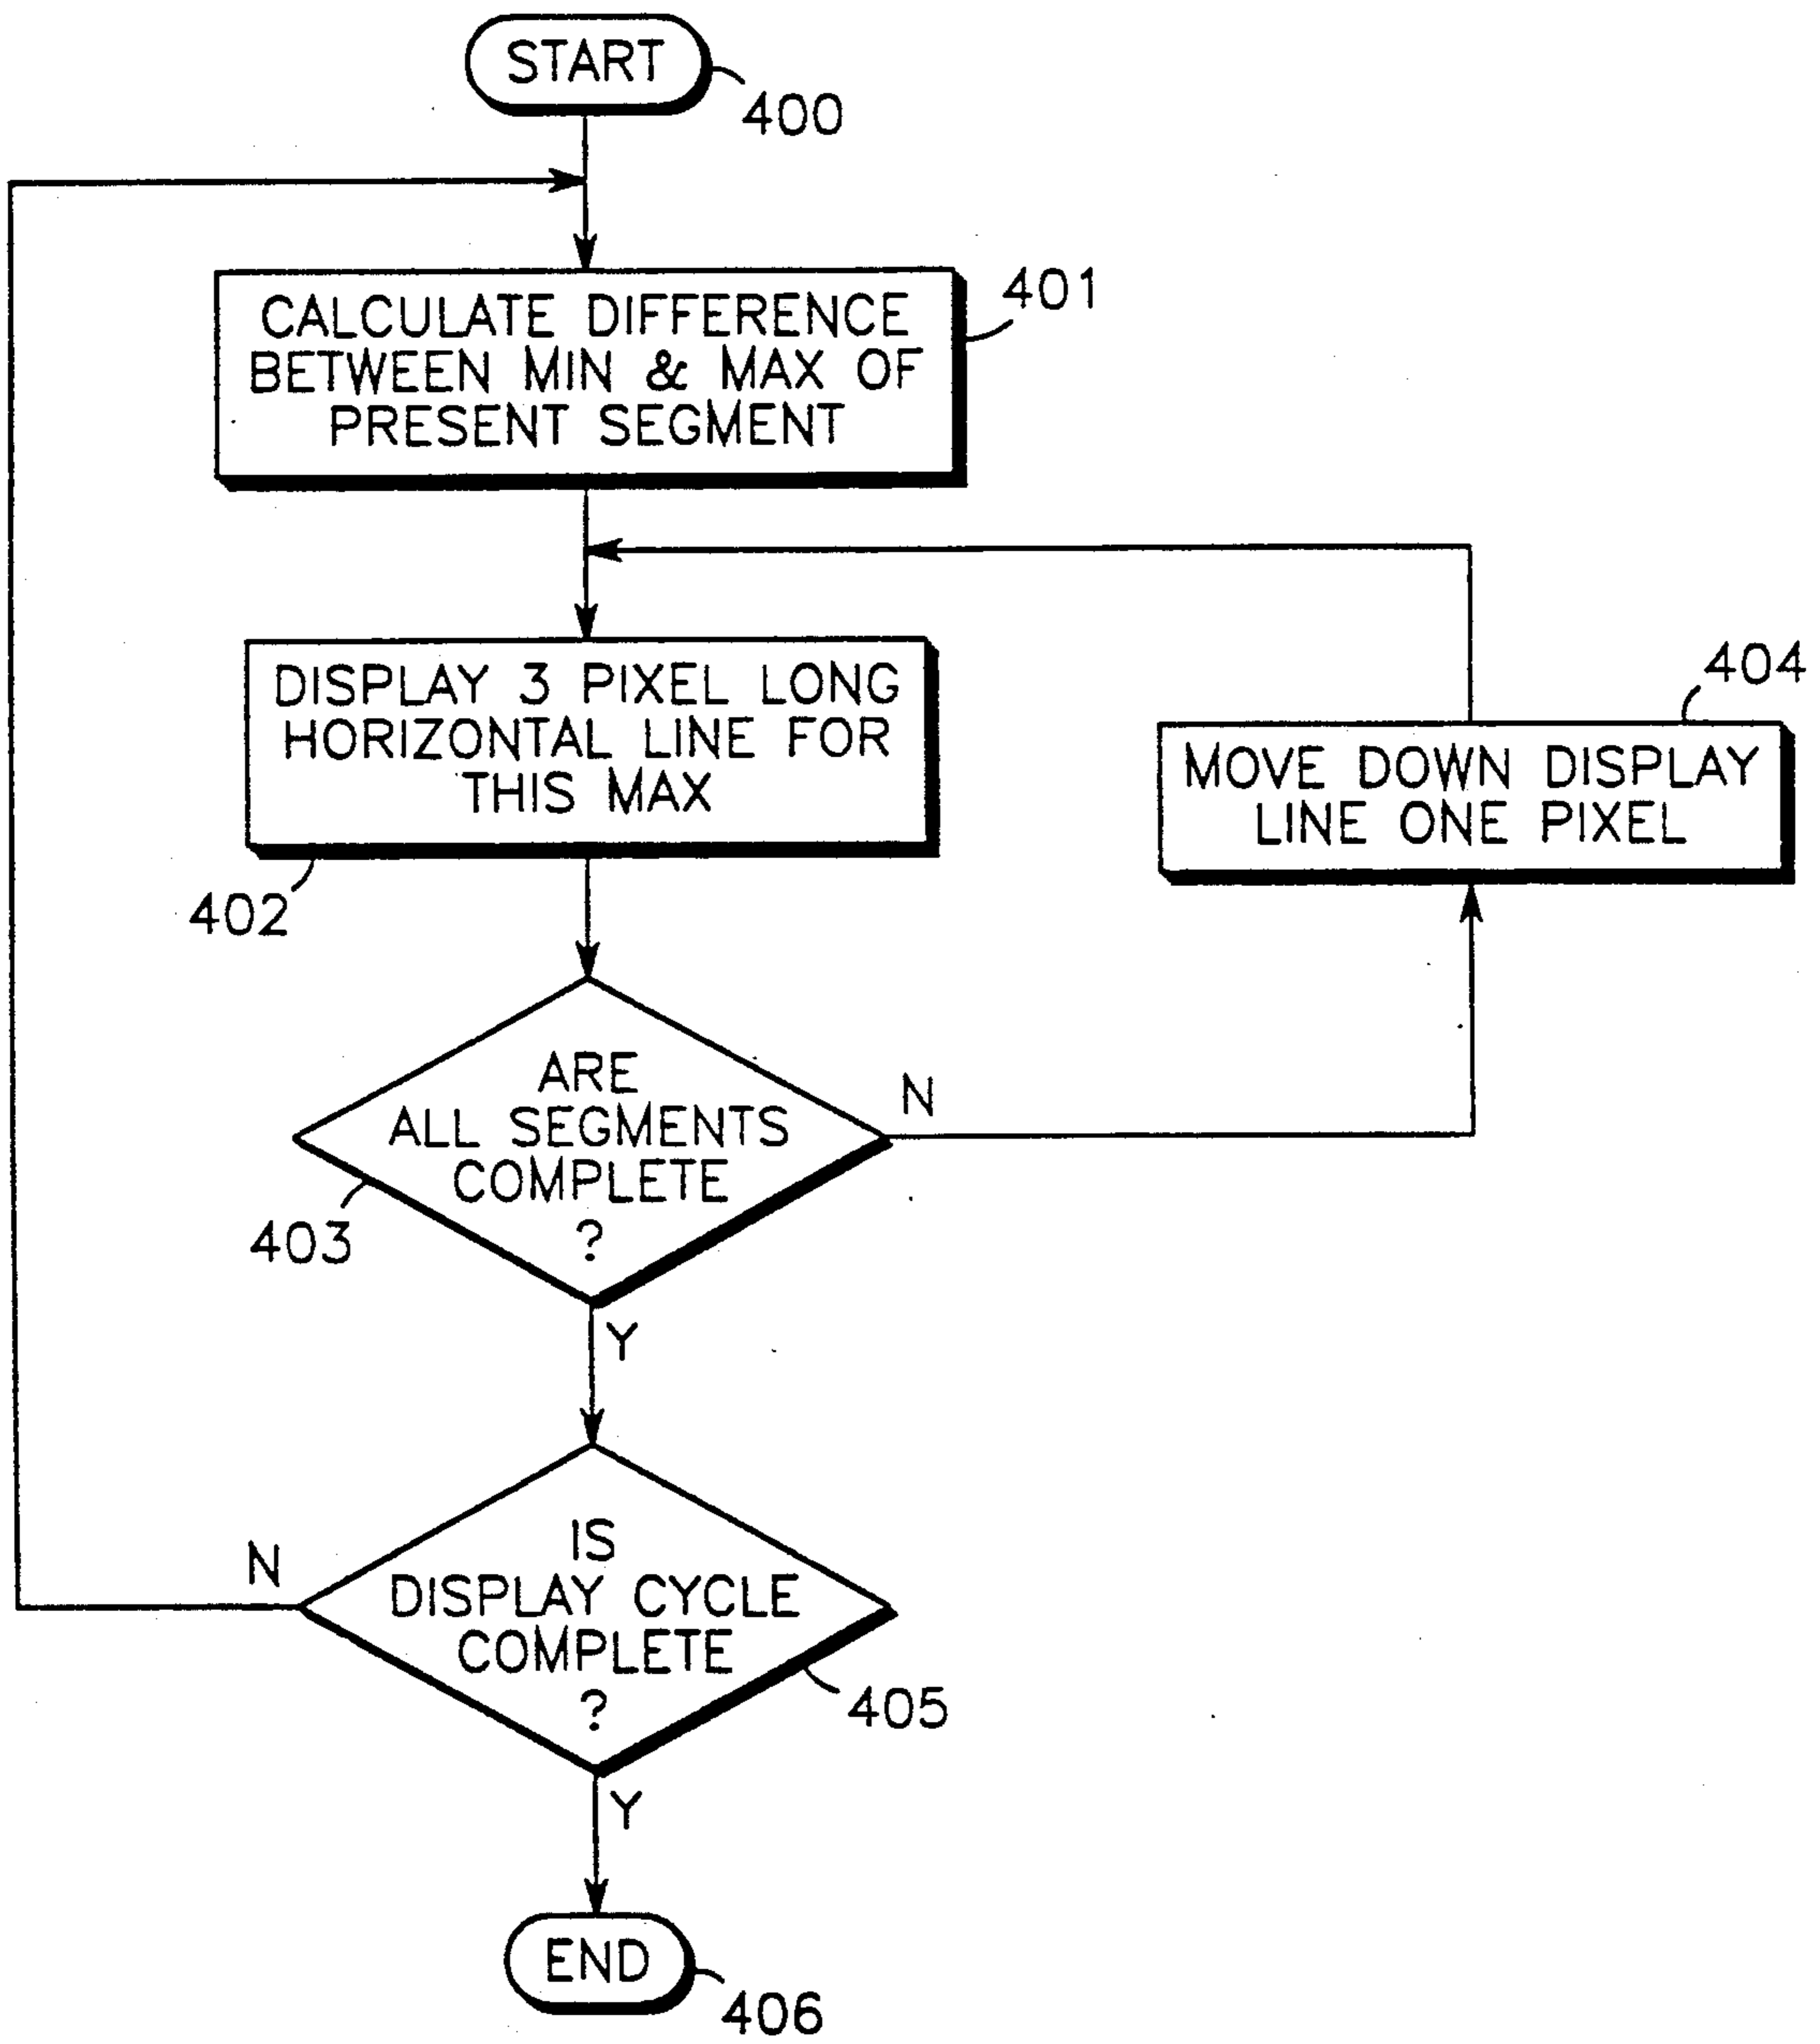 START
400
CALCULATE DIFFERENCE
BETWEEN MIN & MAX OF
PRESENT SEGMENT
401
DISPLAY 3 PIXEL LONG
HORIZONTAL LINE FOR
THIS MAX
402
404
MOVE DOWN DISPLAY
LINE ONE PIXEL
ARE
ALL SEGMENTS
COMPLETE
?
N
403
Y
IS
DISPLAY CYCLE
COMPLETE
?
N
405
Y
END
406